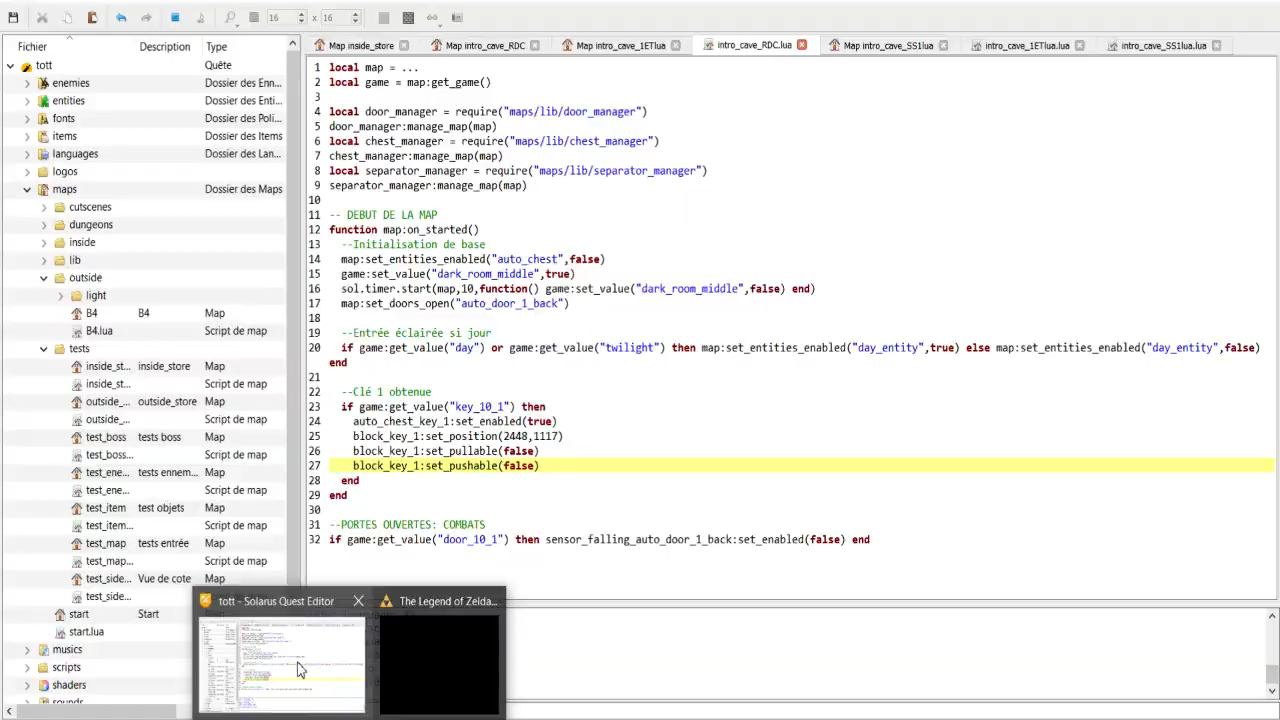 16 x 16
Fichier Description Type
tott Quête
enemies Dossier des Enn...
entities Dossier des Enti...
fonts Dossier des Poli...
items Dossier des Items
languages Dossier des Lan...
logos
maps Dossier des Maps
cutscenes
dungeons
inside
lib
outside
light
B4 B4 Map
B4.lua Script de map
tests
inside_st... inside_store Map
inside_st... Script de map
outside_... outside_store Map
outside_... Script de map
test_boss tests boss Map
test_boss... Script de map
test_ene... tests ennem... Map
test_ene... Script de map
test_item test objets Map
test_item... Script de map
test_map tests entrée Map
test_map... Script de map
test_side... Vue de cote Map
test_side...
start Start
start.lua
musics
scripts
shaders
sounds
Map inside_store
Map intro_cave_RDC
Map intro_cave_1ETlua
intro_cave_RDC.lua
Map intro_cave_SS1lua
intro_cave_1ETlua.lua
intro_cave_SS1lua.lua
1 local map = ...
2 local game = map:get_game()
3
4 local door_manager = require("maps/lib/door_manager")
5 door_manager:manage_map(map)
6 local chest_manager = require("maps/lib/chest_manager")
7 chest_manager:manage_map(map)
8 local separator_manager = require("maps/lib/separator_manager")
9 separator_manager:manage_map(map)
10
11 -- DEBUT DE LA MAP
12 function map:on_started()
13 --Initialisation de base
14 map:set_entities_enabled("auto_chest",false)
15 game:set_value("dark_room_middle",true)
16 sol.timer.start(map,10,function() game:set_value("dark_room_middle",false) end)
17 map:set_doors_open("auto_door_1_back")
18
19 --Entrée éclairée si jour
20 if game:get_value("day") or game:get_value("twilight") then map:set_entities_enabled("day_entity",true) else map:set_entities_enabled("day_entity",false)
end
21
22 --Clé 1 obtenue
23 if game:get_value("key_10_1") then
24 auto_chest_key_1:set_enabled(true)
25 block_key_1:set_position(2448,1117)
26 block_key_1:set_pullable(false)
27 block_key_1:set_pushable(false)
28 end
29 end
30
31 --PORTES OUVERTES: COMBATS
32 if game:get_value("door_10_1") then sensor_falling_auto_door_1_back:set_enabled(false) end
tott - Solarus Quest Editor
The Legend of Zelda...